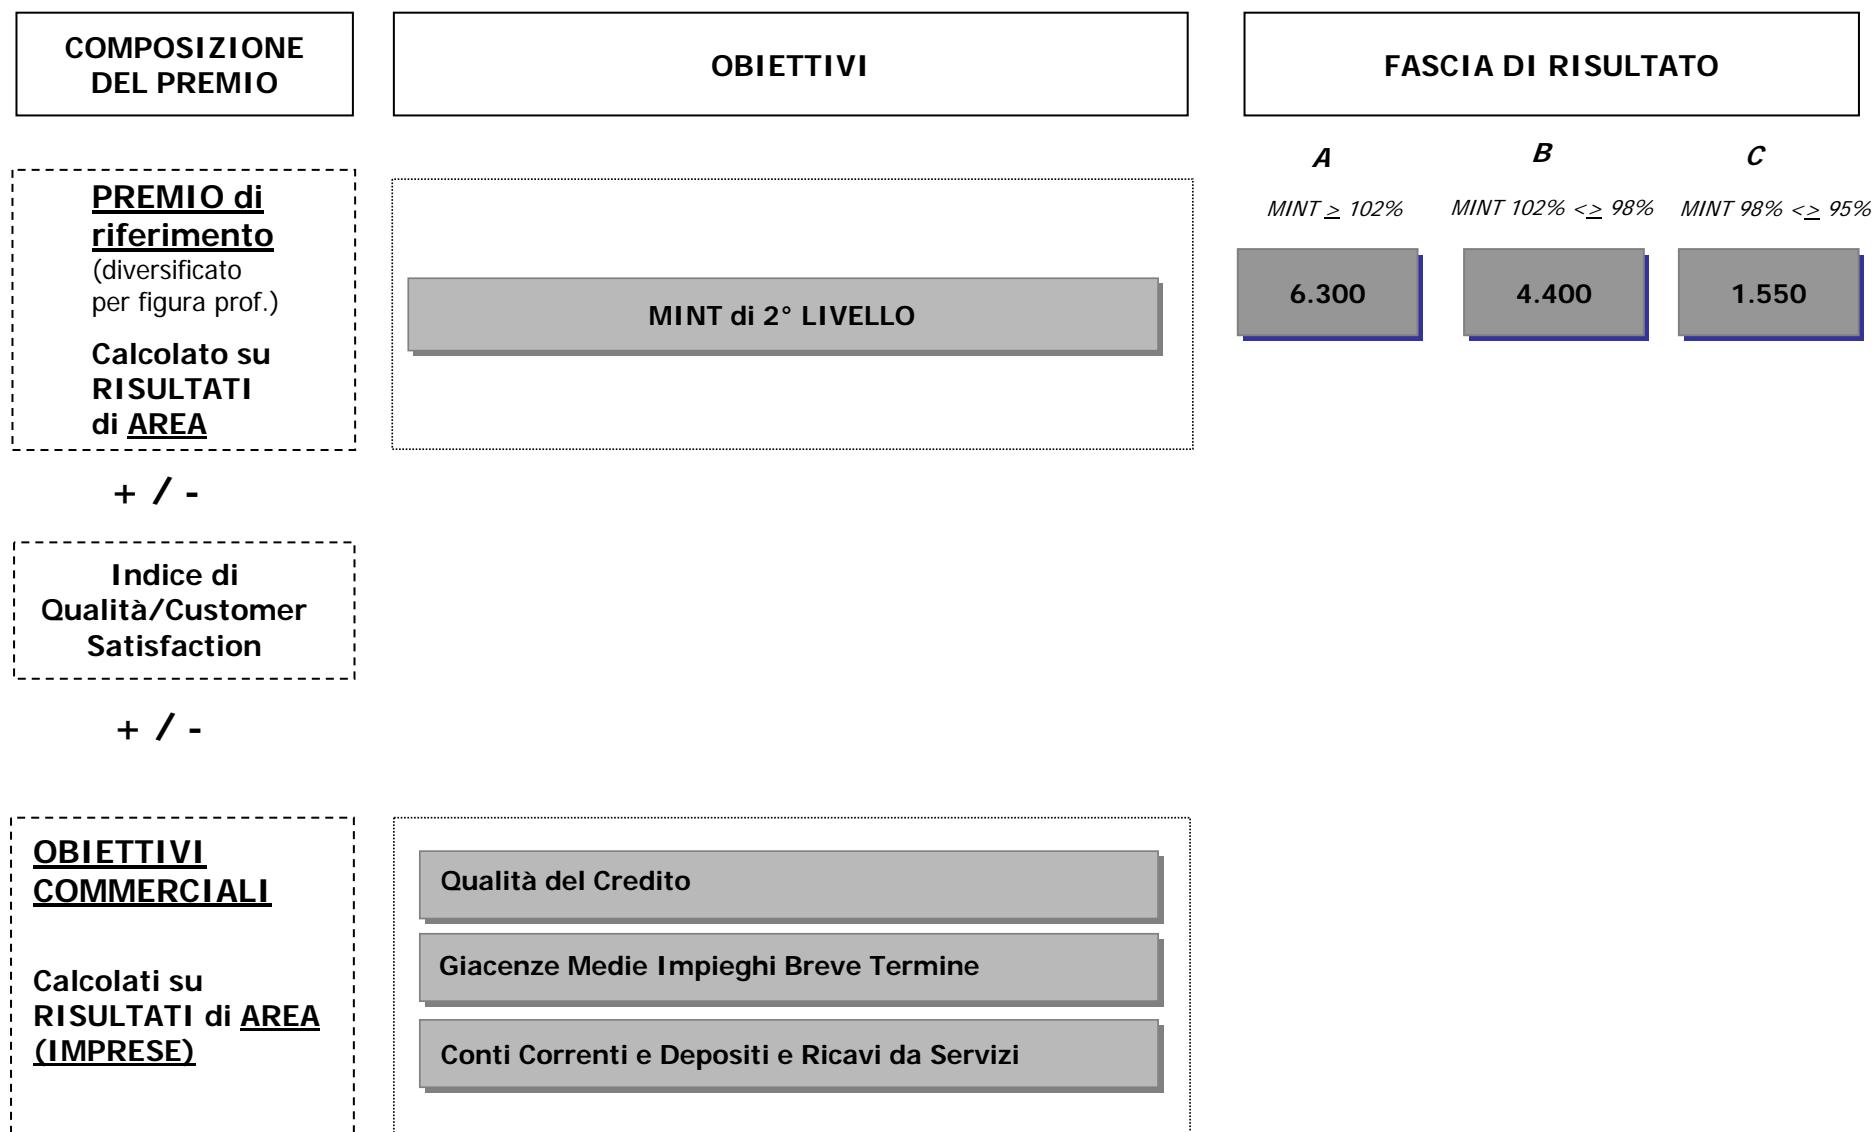 COMPOSIZIONE
DEL PREMIO
OBIETTIVI
FASCIA DI RISULTATO
A
B
C
MINT > 102%
MINT 102% <> 98%
MINT 98% <> 95%
PREMIO di
riferimento
(diversificato
per figura prof.)
Calcolato su
RISULTATI
di AREA
MINT di 2° LIVELLO
6.300
4.400
1.550
+ / -
Indice di
Qualità/Customer
Satisfaction
+ / -
OBIETTIVI
COMMERCIALI
Calcolati su
RISULTATI di AREA
(IMPRESE)
Qualità del Credito
Giacenze Medie Impieghi Breve Termine
Conti Correnti e Depositi e Ricavi da Servizi